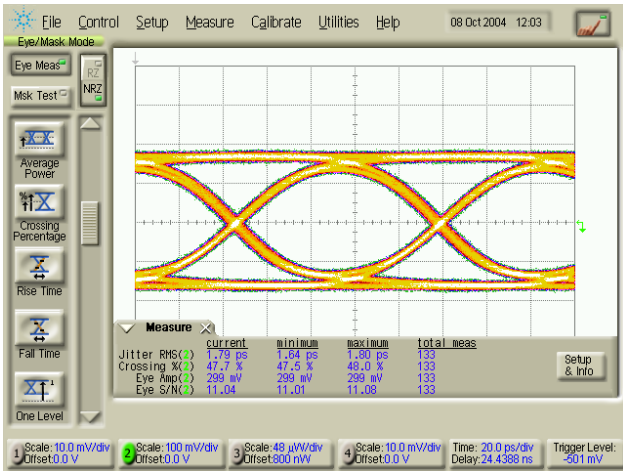 File Control Setup Measure Calibrate Utilities Help 08 Oct 2004 12:03
Eye/Mask Mode
Eye Meas
RZ
NRZ
Msk Test
Average Power
Crossing Percentage
Rise Time
Fall Time
One Level
Measure
current minimum maximum total meas
Jitter RMS(2) 1.79 ps 1.64 ps 1.80 ps 133
Crossing %(2) 47.7 % 47.5 % 48.0 % 133
Eye Amp(2) 299 mV 299 mV 299 mV 133
Eye S/N(2) 11.04 11.01 11.08 133
Setup & Info
1 Scale: 10.0 mV/div Offset:0.0 V
2 Scale: 100 mV/div Offset:0.0 V
3 Scale: 48 µW/div Offset:800 nW
4 Scale: 10.0 mV/div Offset:0.0 V
Time: 20.0 ps/div Delay:24.4388 ns
Trigger Level: -501 mV